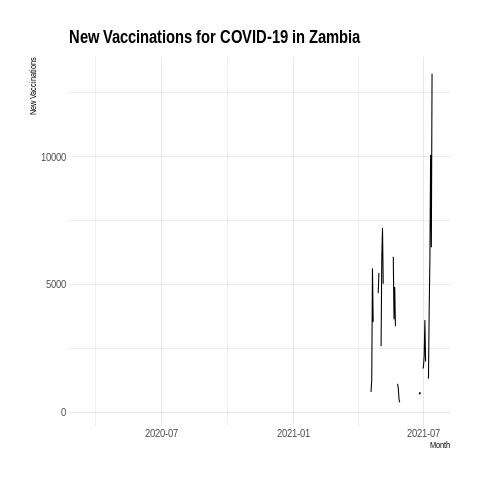 New Vaccinations for COVID-19 in Zambia
New Vaccinations
10000
5000
0
2020-07 2021-01 2021-07
Month